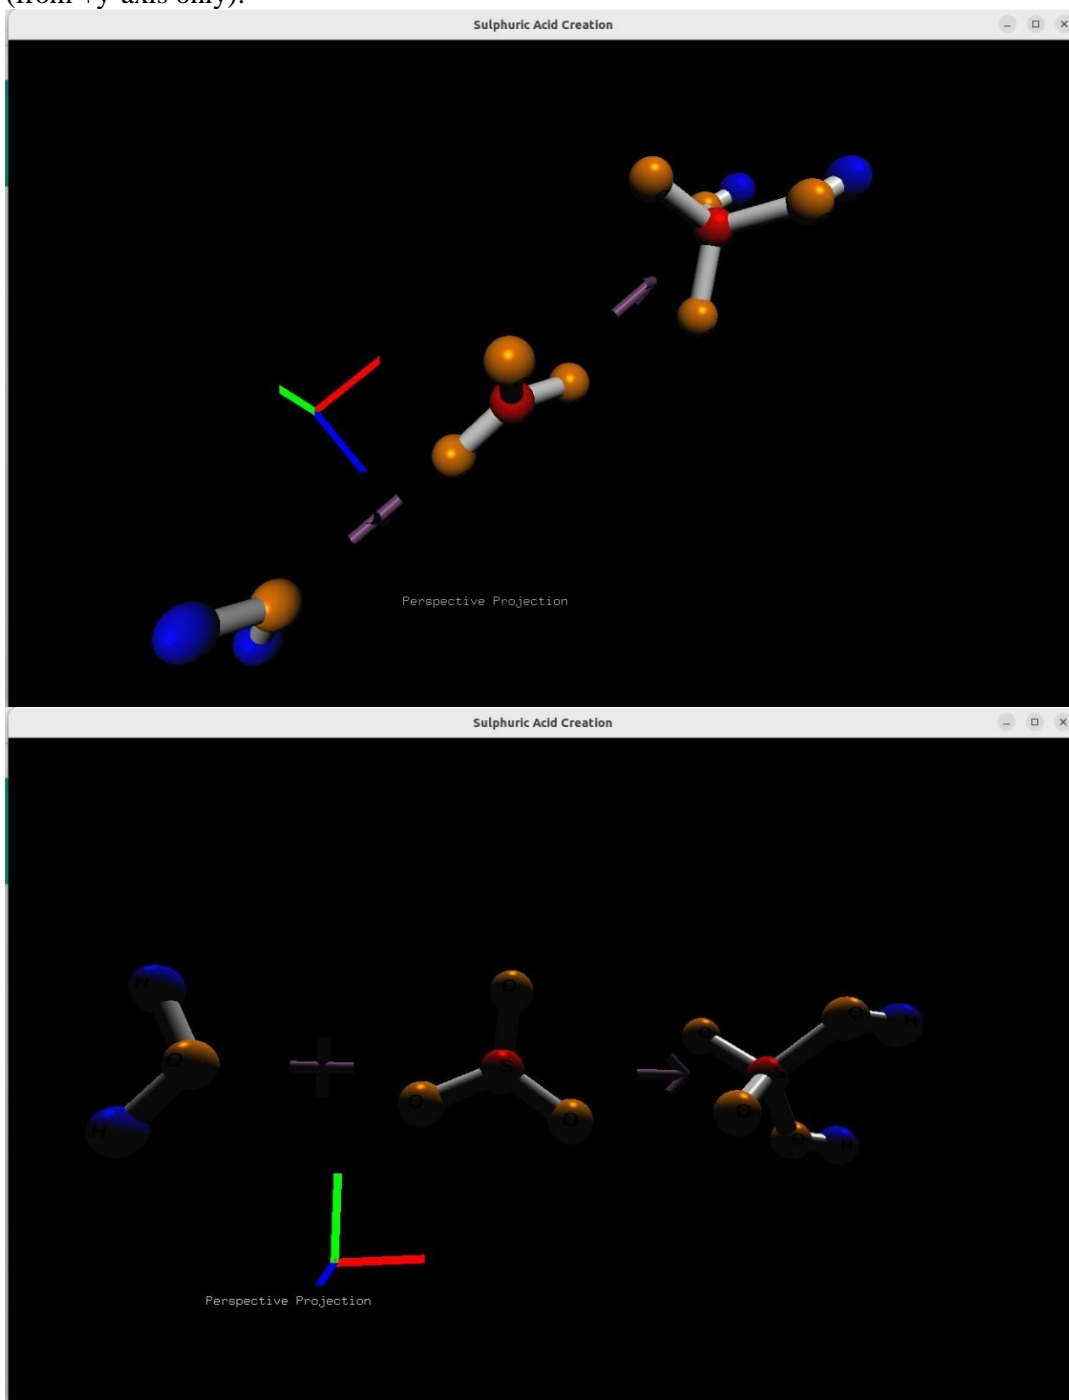 (from +y-axis only).
Sulphuric Acid Creation
Perspective Projection
Sulphuric Acid Creation
H
O
O
O
S
O
O
H
O
H
O
O
H
Perspective Projection